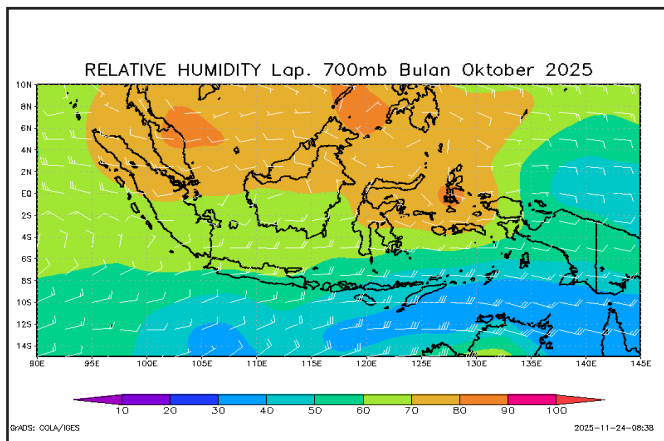 RELATIVE HUMIDITY Lap. 700mb Bulan Oktober 2025
10N
8N
6N
4N
2N
EQ
2S
4S
6S
8S
10S
12S
14S
90E 95E 100E 105E 110E 115E 120E 125E 130E 135E 140E 145E
10 20 30 40 50 60 70 80 90 100
GrADS: COLA/IGES 2025-11-24-08:38